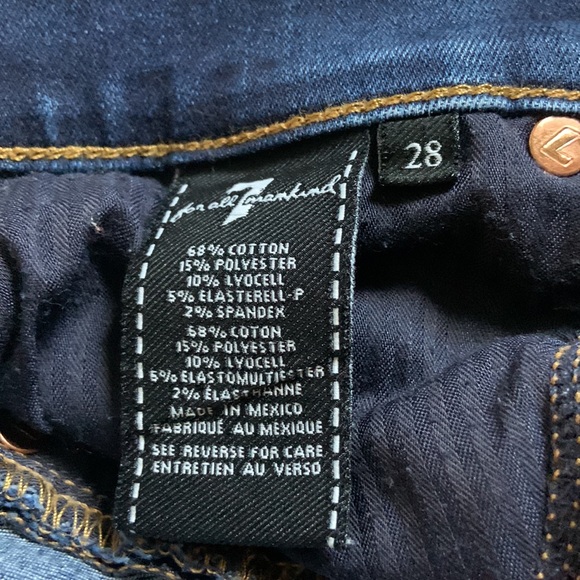 7
for all mankind
28
68% COTTON
15% POLYESTER
10% LYOCELL
5% ELASTERELL-P
2% SPANDEX
68% COTON
15% POLYESTER
10% LYOCELL
5% ELASTOMULTIESTER
2% ELASTHANNE
MADE IN MEXICO
FABRIQUÉ AU MEXIQUE
SEE REVERSE FOR CARE
ENTRETIEN AU VERSO